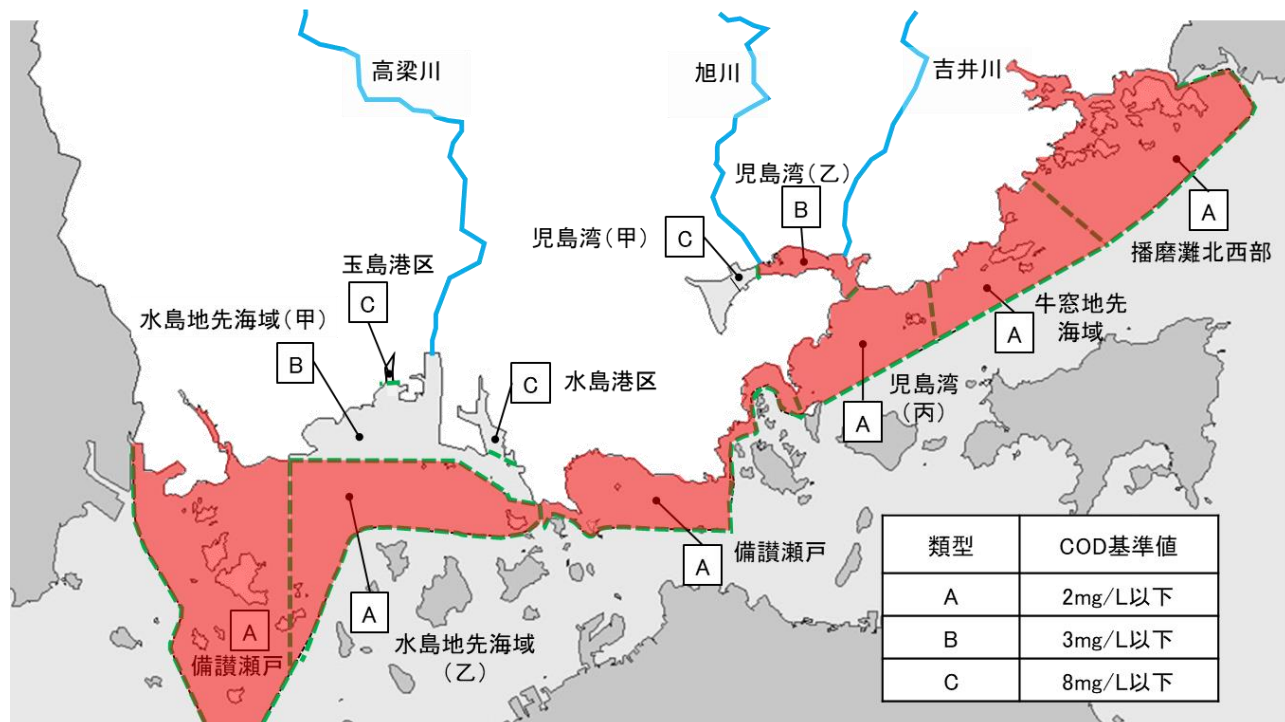 高梁川
旭川
吉井川
児島湾(乙)
B
児島湾(甲)
C
A
播磨灘北西部
玉島港区
C
水島地先海域(甲)
B
C
水島港区
A
牛窓地先
海域
A
児島湾
(丙)
A
備讃瀬戸
A
水島地先海域
(乙)
A
備讃瀬戸
類型 COD基準値
A 2mg/L以下
B 3mg/L以下
C 8mg/L以下